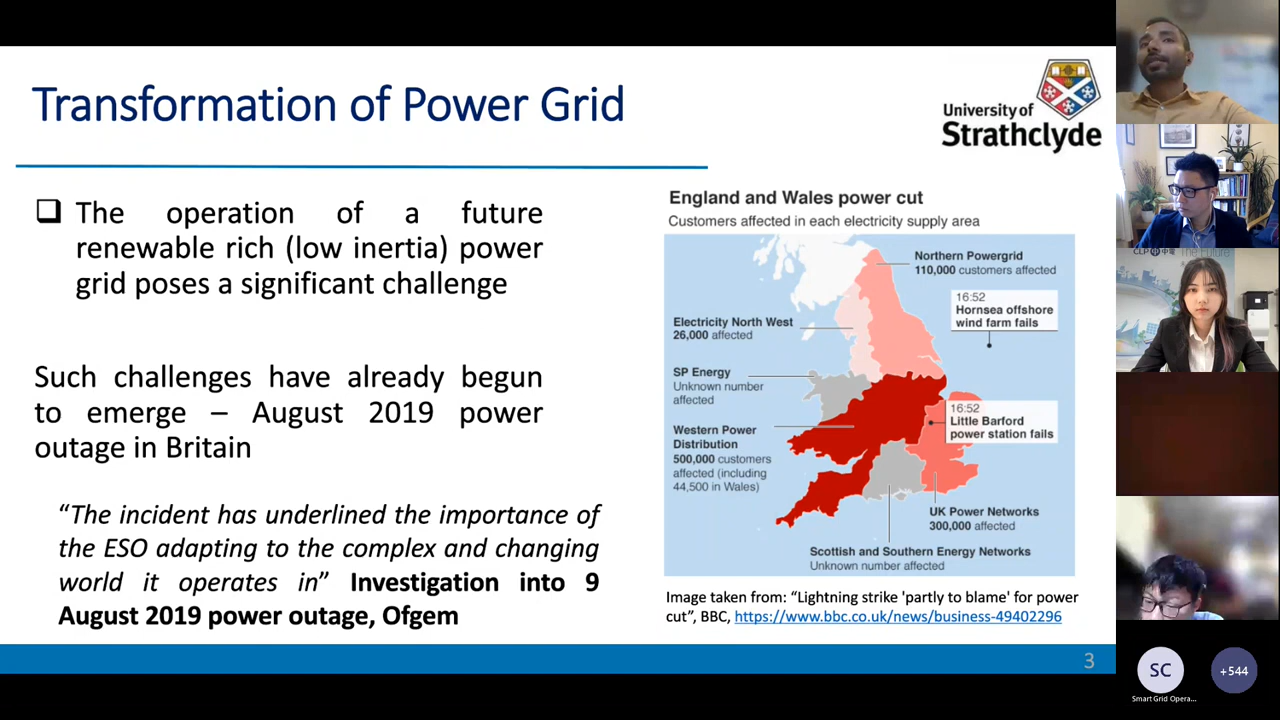 Transformation of Power Grid
University of
Strathclyde
The operation of a future
renewable rich (low inertia) power
grid poses a significant challenge
Such challenges have already begun
to emerge – August 2019 power
outage in Britain
“The incident has underlined the importance of
the ESO adapting to the complex and changing
world it operates in” Investigation into 9
August 2019 power outage, Ofgem
England and Wales power cut
Customers affected in each electricity supply area
Northern Powergrid
110,000 customers affected
16:52
Hornsea offshore
wind farm fails
Electricity North West
26,000 affected
SP Energy
Unknown number
affected
16:52
Little Barford
power station fails
Western Power
Distribution
500,000 customers
affected (including
44,500 in Wales)
UK Power Networks
300,000 affected
Scottish and Southern Energy Networks
Unknown number affected
Image taken from: “Lightning strike 'partly to blame' for power
cut”, BBC, https://www.bbc.co.uk/news/business-49402296
3
CLP
SC
+544
Smart Grid Opera...